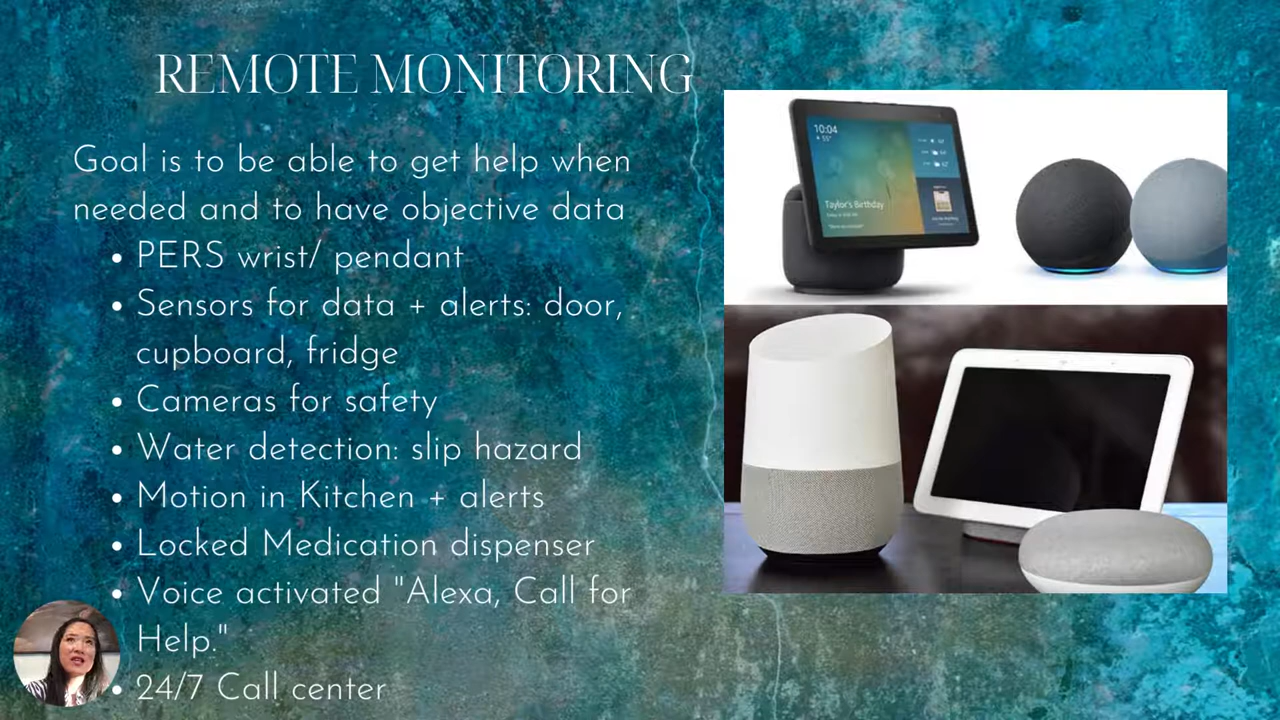 REMOTE MONITORING
Goal is to be able to get help when
needed and to have objective data
• PERS wrist/ pendant
• Sensors for data + alerts: door,
cupboard, fridge
• Cameras for safety
• Water detection: slip hazard
• Motion in Kitchen + alerts
• Locked Medication dispenser
• Voice activated "Alexa, Call for
Help."
• 24/7 Call center
10:04
Taylor's Birthday